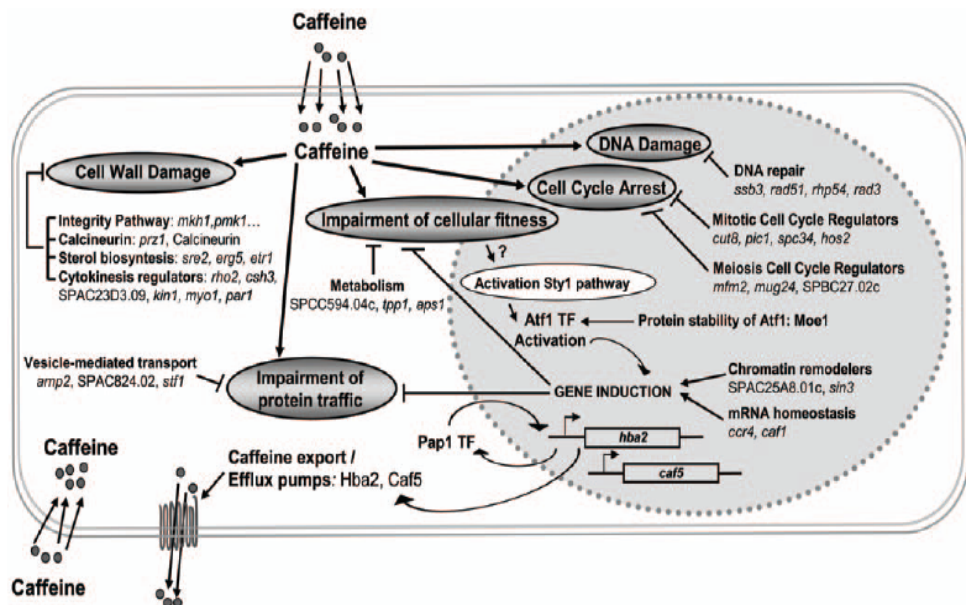 Caffeine
Caffeine
Cell Wall Damage
DNA Damage
DNA repair
ssb3, rad51, rhp54, rad3
Cell Cycle Arrest
Impairment of cellular fitness
Mitotic Cell Cycle Regulators
cut8, pic1, spc34, hos2
Meiosis Cell Cycle Regulators
mfm2, mug24, SPBC27.02c
Integrity Pathway: mkh1,pmk1...
Calcineurin: prz1, Calcineurin
Sterol biosyntesis: sre2, erg5, etr1
Cytokinesis regulators: rho2, csh3,
SPAC23D3.09, kin1, myo1, par1
?
Metabolism
SPCC594.04c, tpp1, aps1
Activation Sty1 pathway
Atf1 TF
Activation
Protein stability of Atf1: Moe1
Vesicle-mediated transport
amp2, SPAC824.02, stf1
Impairment of
protein traffic
GENE INDUCTION
Chromatin remodelers
SPAC25A8.01c, sin3
mRNA homeostasis
ccr4, caf1
Pap1 TF
hba2
caf5
Caffeine export /
Efflux pumps: Hba2, Caf5
Caffeine
Caffeine